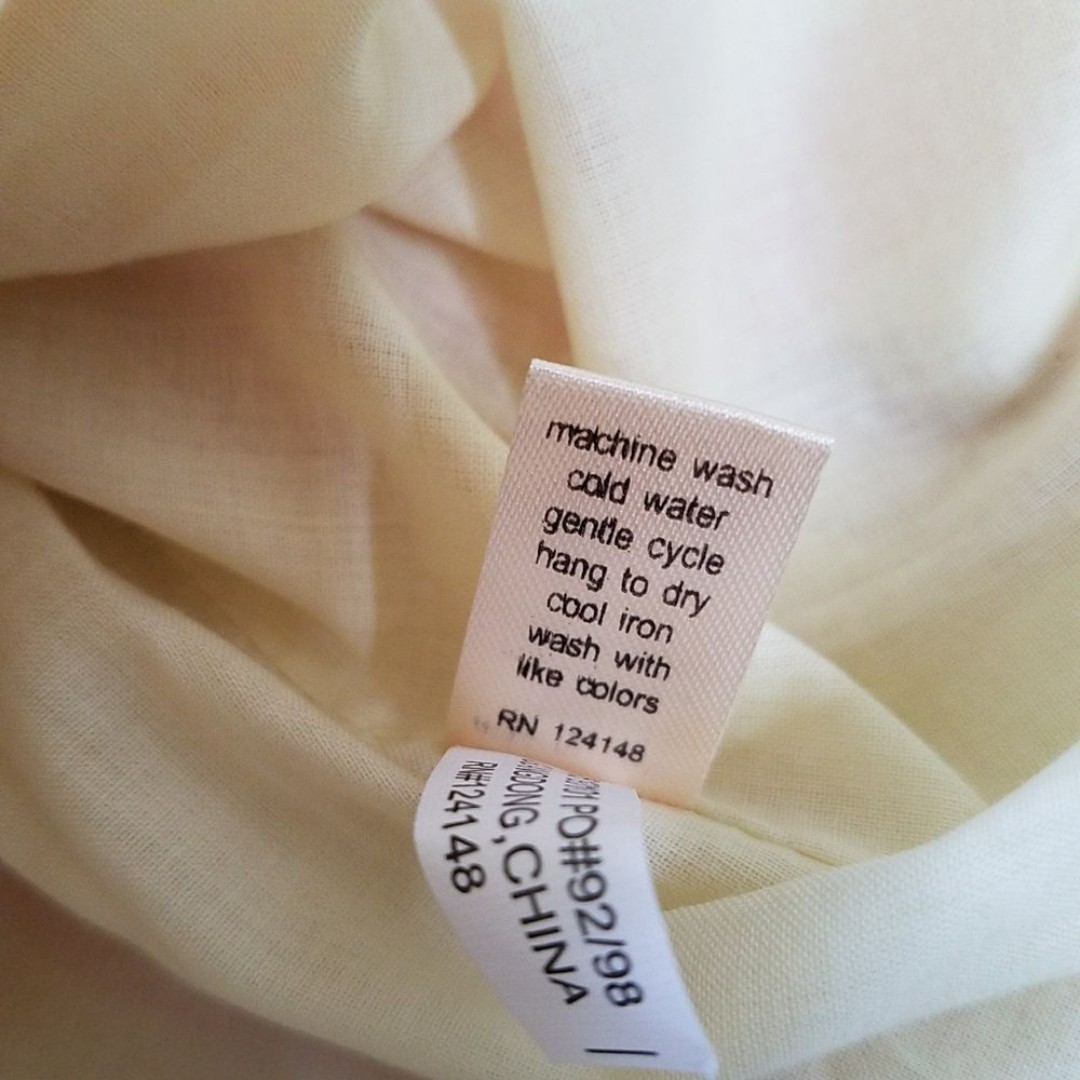 machine wash
cold water
gentle cycle
hang to dry
cool iron
wash with
like colors
RN 124148
PO#92/98
,CHINA
RN#124148